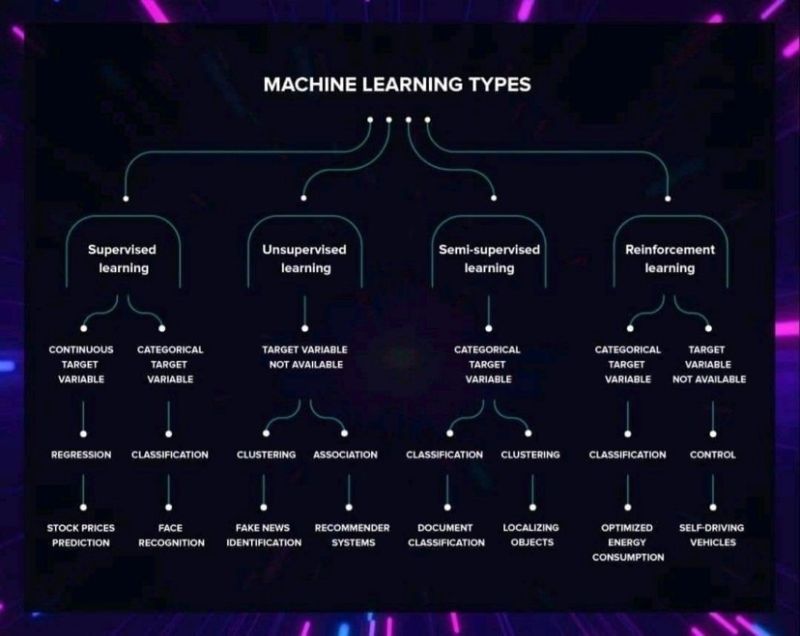 MACHINE LEARNING TYPES
Supervised
learning
Unsupervised
learning
Semi-supervised
learning
Reinforcement
learning
CONTINUOUS
TARGET
VARIABLE
CATEGORICAL
TARGET
VARIABLE
TARGET VARIABLE
NOT AVAILABLE
CATEGORICAL
TARGET
VARIABLE
CATEGORICAL
TARGET
VARIABLE
TARGET
VARIABLE
NOT AVAILABLE
REGRESSION
CLASSIFICATION
CLUSTERING
ASSOCIATION
CLASSIFICATION
CLUSTERING
CLASSIFICATION
CONTROL
STOCK PRICES
PREDICTION
FACE
RECOGNITION
FAKE NEWS
IDENTIFICATION
RECOMMENDER
SYSTEMS
DOCUMENT
CLASSIFICATION
LOCALIZING
OBJECTS
OPTIMIZED
ENERGY
CONSUMPTION
SELF-DRIVING
VEHICLES